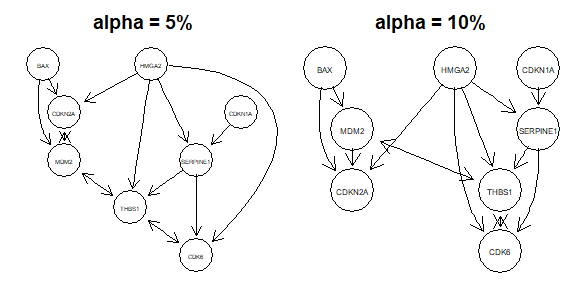 alpha = 5%
alpha = 10%
BAX
HMGA2
CDKN2A
CDKN1A
MDM2
SERPINE1
THBS1
CDK6
BAX
HMGA2
CDKN1A
MDM2
SERPINE1
CDKN2A
THBS1
CDK6